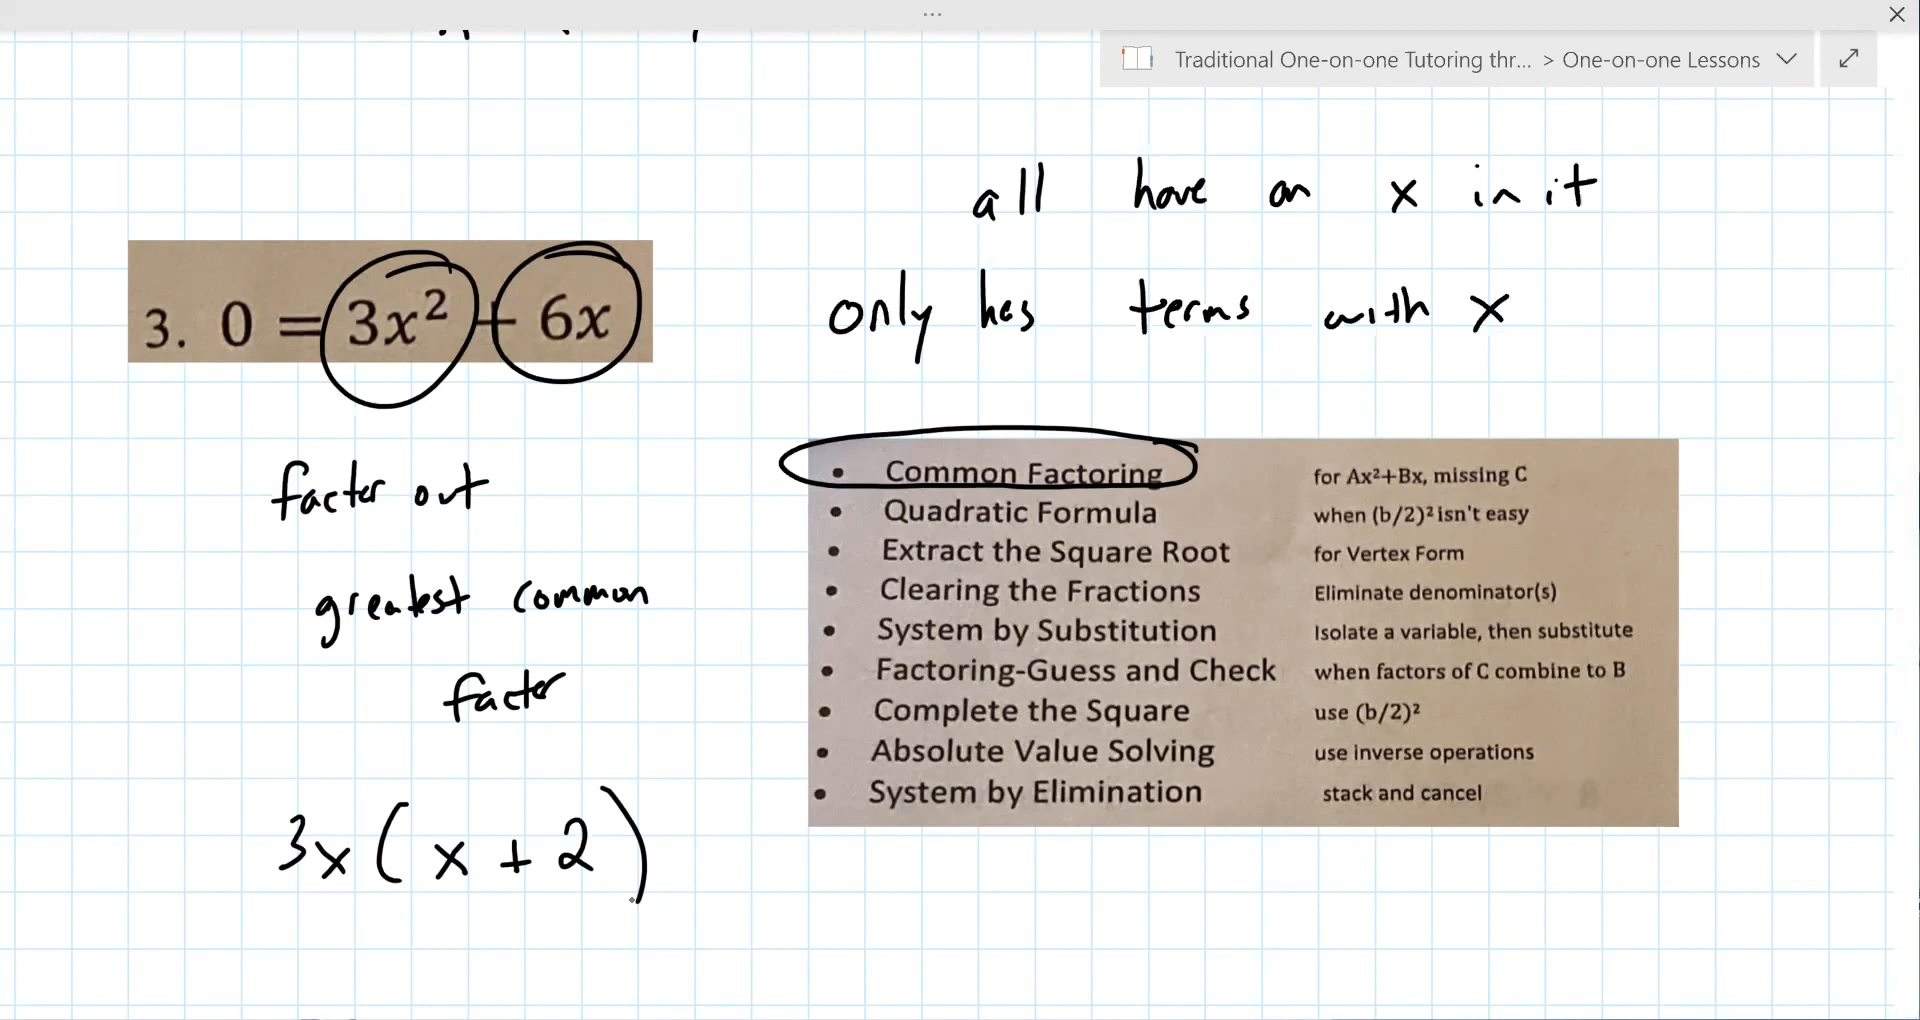 ...
Traditional One-on-one Tutoring thr... > One-on-one Lessons
all have an x in it
3. 0 = 3x² + 6x
only has terms with x
factor out
greatest common
factor
3x(x + 2)
• Common Factoring for Ax²+Bx, missing C
• Quadratic Formula when (b/2)² isn't easy
• Extract the Square Root for Vertex Form
• Clearing the Fractions Eliminate denominator(s)
• System by Substitution Isolate a variable, then substitute
• Factoring-Guess and Check when factors of C combine to B
• Complete the Square use (b/2)²
• Absolute Value Solving use inverse operations
• System by Elimination stack and cancel